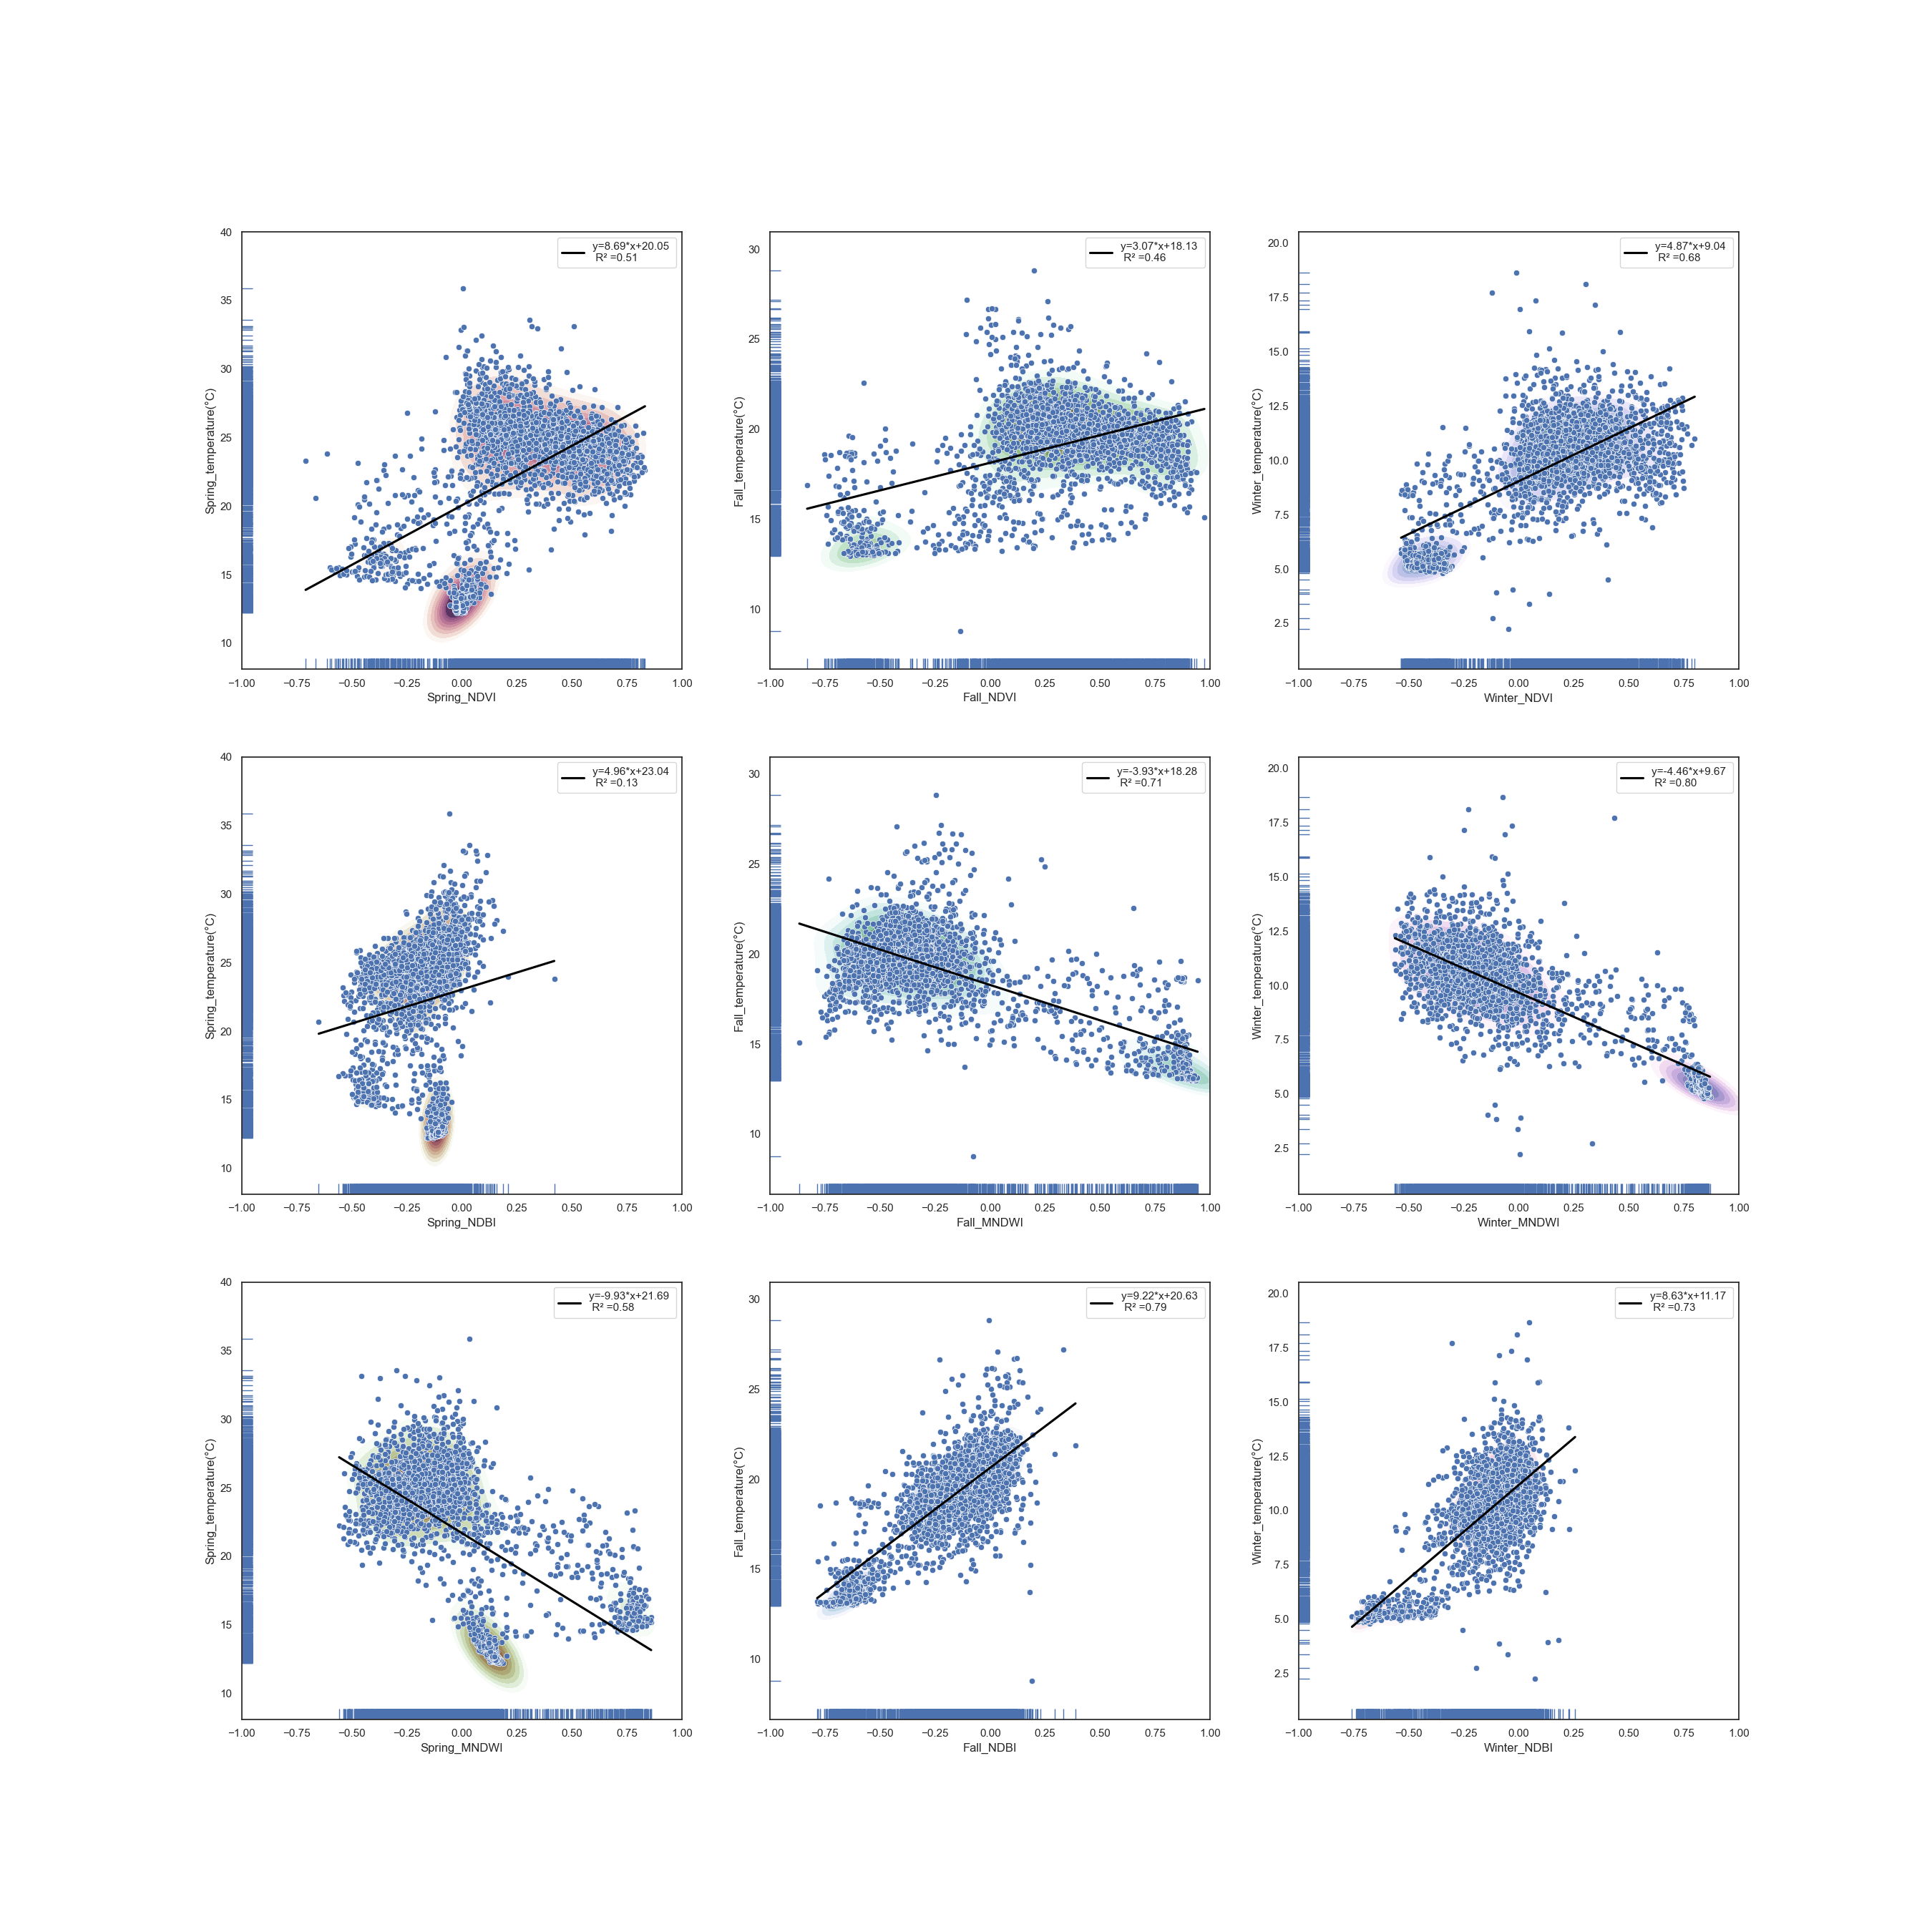 y=8.69*x+20.05
R² =0.51
40
35
30
25
20
15
10
Spring_temperature(°C)
−1.00 −0.75 −0.50 −0.25 0.00 0.25 0.50 0.75 1.00
Spring_NDVI
y=3.07*x+18.13
R² =0.46
30
25
20
15
10
Fall_temperature(°C)
−1.00 −0.75 −0.50 −0.25 0.00 0.25 0.50 0.75 1.00
Fall_NDVI
y=4.87*x+9.04
R² =0.68
20.0
17.5
15.0
12.5
10.0
7.5
5.0
2.5
Winter_temperature(°C)
−1.00 −0.75 −0.50 −0.25 0.00 0.25 0.50 0.75 1.00
Winter_NDVI
y=4.96*x+23.04
R² =0.13
40
35
30
25
20
15
10
Spring_temperature(°C)
−1.00 −0.75 −0.50 −0.25 0.00 0.25 0.50 0.75 1.00
Spring_NDBI
y=-3.93*x+18.28
R² =0.71
30
25
20
15
10
Fall_temperature(°C)
−1.00 −0.75 −0.50 −0.25 0.00 0.25 0.50 0.75 1.00
Fall_MNDWI
y=-4.46*x+9.67
R² =0.80
20.0
17.5
15.0
12.5
10.0
7.5
5.0
2.5
Winter_temperature(°C)
−1.00 −0.75 −0.50 −0.25 0.00 0.25 0.50 0.75 1.00
Winter_MNDWI
y=-9.93*x+21.69
R² =0.58
40
35
30
25
20
15
10
Spring_temperature(°C)
−1.00 −0.75 −0.50 −0.25 0.00 0.25 0.50 0.75 1.00
Spring_MNDWI
y=9.22*x+20.63
R² =0.79
30
25
20
15
10
Fall_temperature(°C)
−1.00 −0.75 −0.50 −0.25 0.00 0.25 0.50 0.75 1.00
Fall_NDBI
y=8.63*x+11.17
R² =0.73
20.0
17.5
15.0
12.5
10.0
7.5
5.0
2.5
Winter_temperature(°C)
−1.00 −0.75 −0.50 −0.25 0.00 0.25 0.50 0.75 1.00
Winter_NDBI